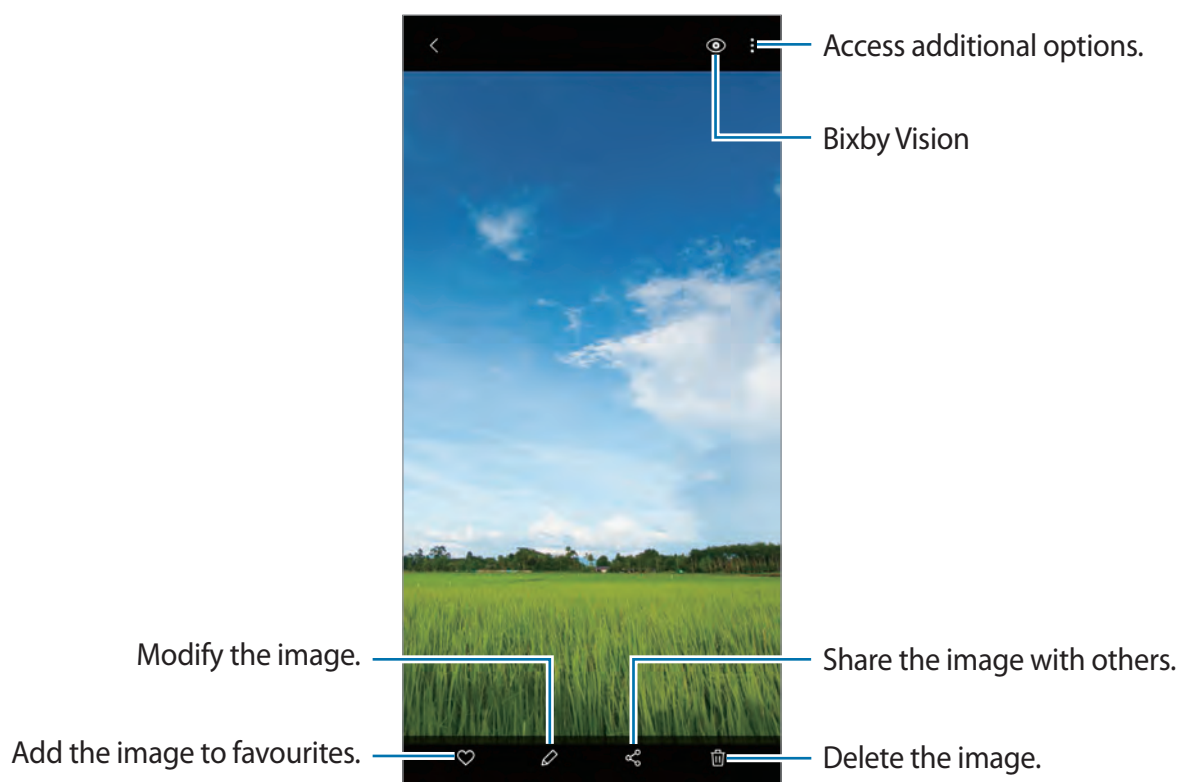 Access additional options.
Bixby Vision
Modify the image.
Share the image with others.
Add the image to favourites.
Delete the image.